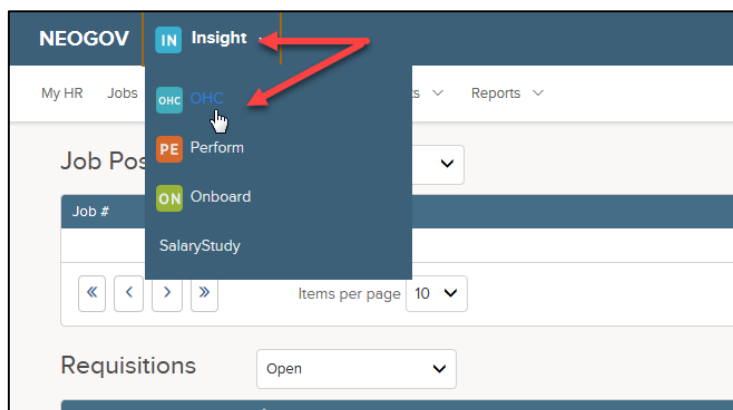 NEOGOV IN Insight
My HR Jobs Reports
OHC OHC
Job Pos
PE Perform
ON Onboard
Job #
SalaryStudy
Items per page 10
Requisitions Open